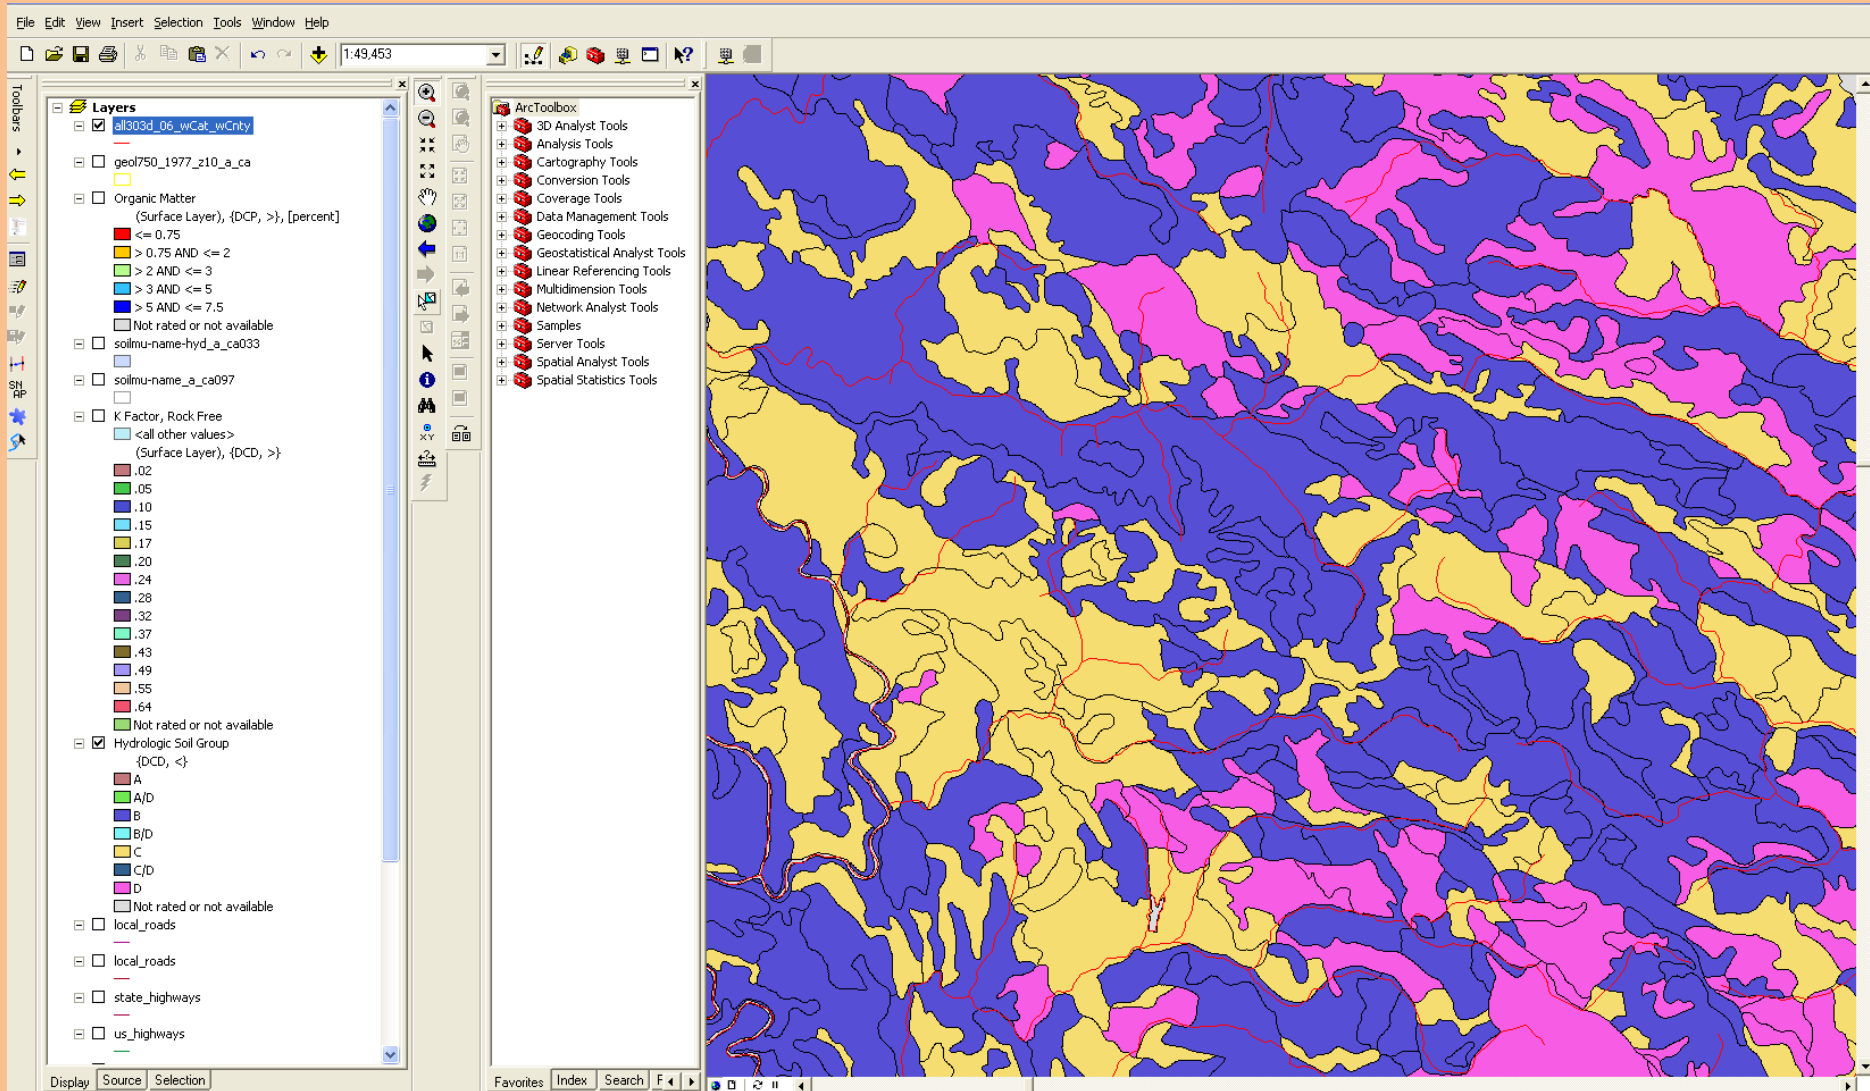 File Edit View Insert Selection Tools Window Help
1:49,453
Toolbars
SN
AP
Layers
all303d_06_wCat_wCnty
geol750_1977_z10_a_ca
Organic Matter
(Surface Layer), {DCP, >}, [percent]
<= 0.75
> 0.75 AND <= 2
> 2 AND <= 3
> 3 AND <= 5
> 5 AND <= 7.5
Not rated or not available
soilmu-name-hyd_a_ca033
soilmu-name_a_ca097
K Factor, Rock Free
<all other values>
(Surface Layer), {DCD, >}
.02
.05
.10
.15
.17
.20
.24
.28
.32
.37
.43
.49
.55
.64
Not rated or not available
Hydrologic Soil Group
{DCD, <}
A
A/D
B
B/D
C
C/D
D
Not rated or not available
local_roads
local_roads
state_highways
us_highways
Display Source Selection
XY
1:1
ArcToolbox
3D Analyst Tools
Analysis Tools
Cartography Tools
Conversion Tools
Coverage Tools
Data Management Tools
Geocoding Tools
Geostatistical Analyst Tools
Linear Referencing Tools
Multidimension Tools
Network Analyst Tools
Samples
Server Tools
Spatial Analyst Tools
Spatial Statistics Tools
Favorites Index Search F